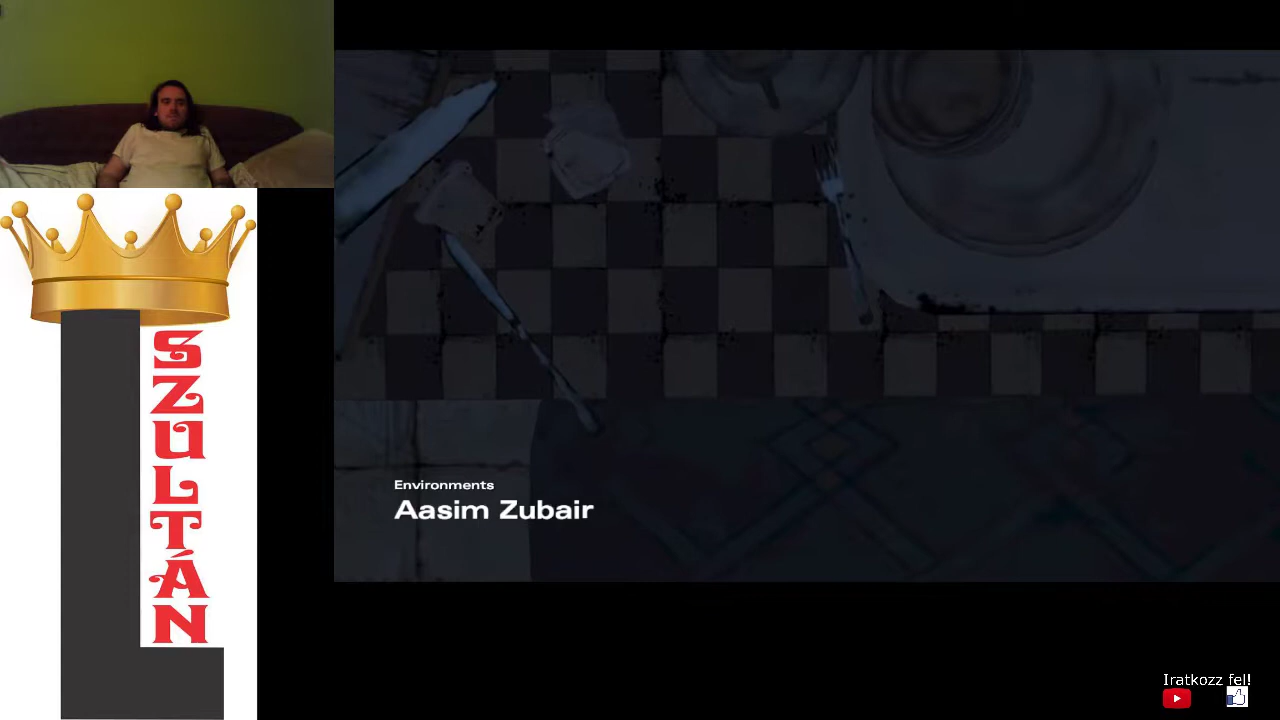 L
SZULTÁN
Environments
Aasim Zubair
Iratkozz fel!